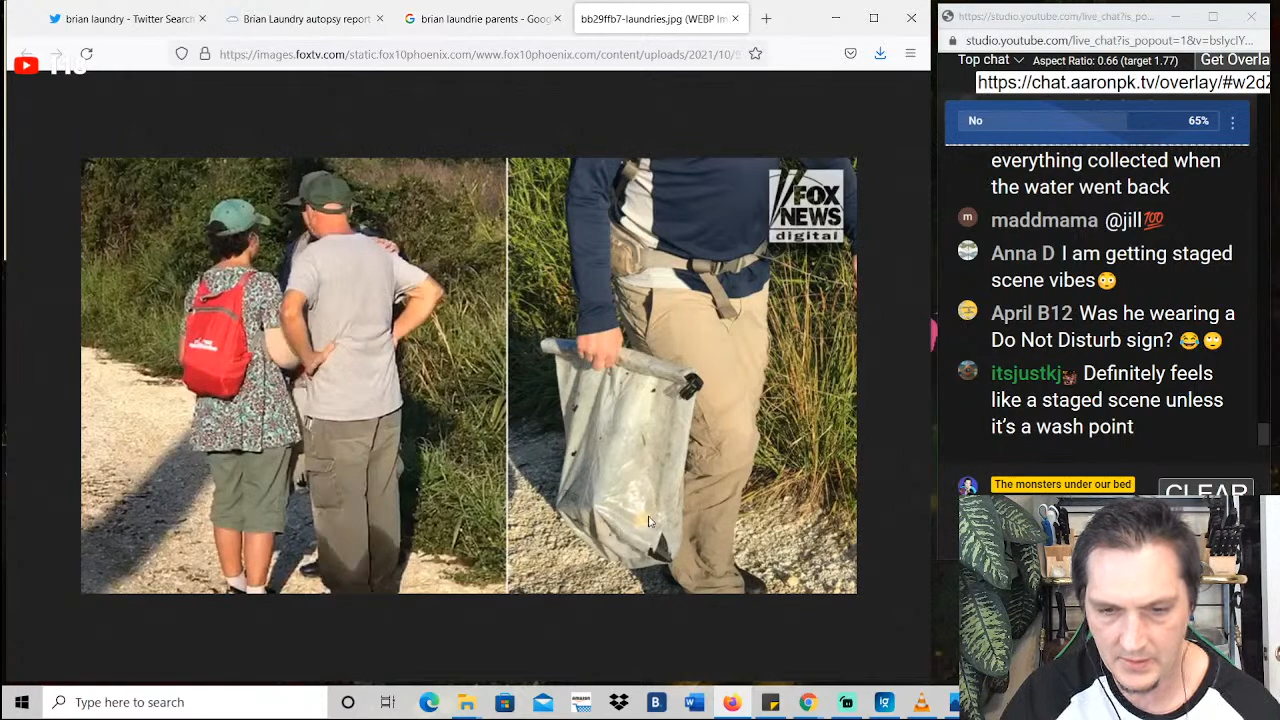 brian laundry - Twitter Search
Brian Laundry autopsy report
brian laundrie parents - Goog
bb29ffb7-laundries.jpg (WEBP Im
https://images.foxtv.com/static.fox10phoenix.com/www.fox10phoenix.com/content/uploads/2021/10/
FOX
NEWS
digital
https://studio.youtube.com/live_chat?is_po...
studio.youtube.com/live_chat?is_popout=1&v=bslyclY...
Top chat
Aspect Ratio: 0.66 (target 1.77)
Get Overla
https://chat.aaronpk.tv/overlay/#w2dZ
No
65%
everything collected when
the water went back
m
maddmama @jill💯
Anna D I am getting staged
scene vibes😳
April B12 Was he wearing a
Do Not Disturb sign? 😂🙄
itsjustkj Definitely feels
like a staged scene unless
it's a wash point
The monsters under our bed
CLEAR
Type here to search
amazon
B
W
ig